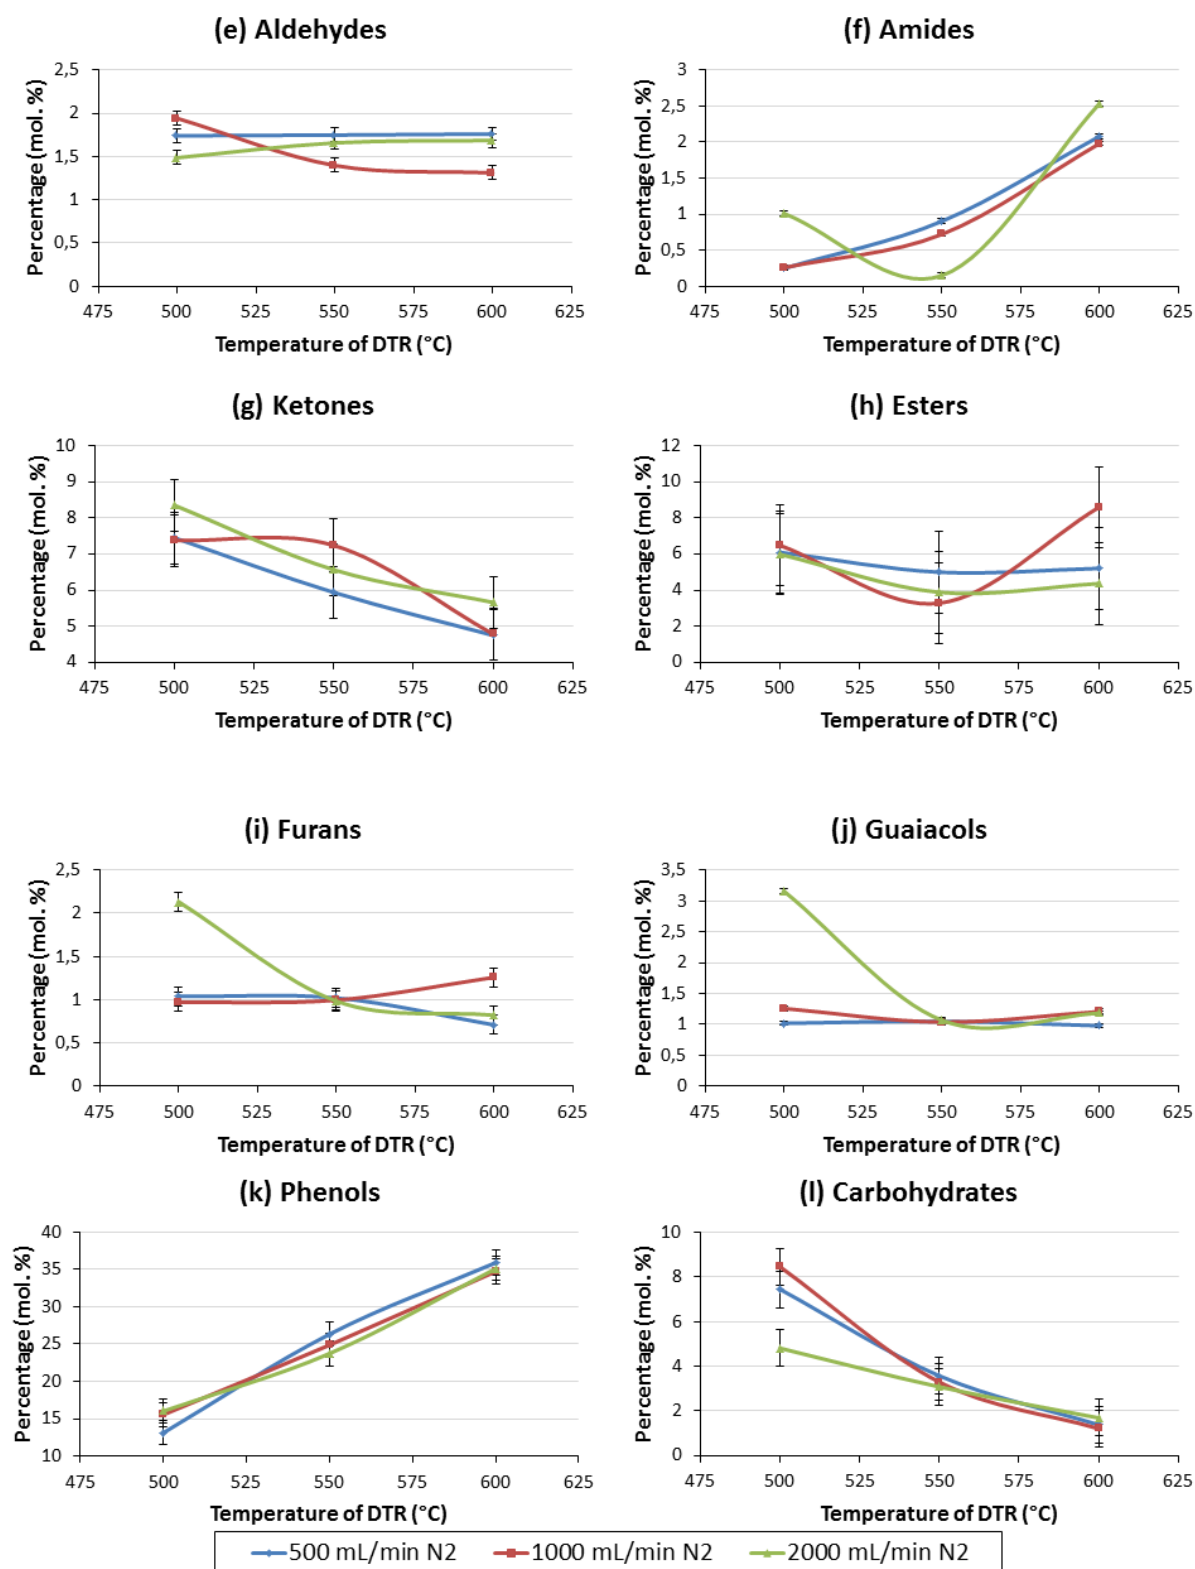 (e) Aldehydes
Percentage (mol. %)
2,5
2
1,5
1
0,5
0
475 500 525 550 575 600 625
Temperature of DTR (°C)
(f) Amides
Percentage (mol. %)
3
2,5
2
1,5
1
0,5
0
475 500 525 550 575 600 625
Temperature of DTR (°C)
(g) Ketones
Percentage (mol. %)
10
9
8
7
6
5
4
475 500 525 550 575 600 625
Temperature of DTR (°C)
(h) Esters
Percentage (mol. %)
12
10
8
6
4
2
0
475 500 525 550 575 600 625
Temperature of DTR (°C)
(i) Furans
Percentage (mol. %)
2,5
2
1,5
1
0,5
0
475 500 525 550 575 600 625
Temperature of DTR (°C)
(j) Guaiacols
Percentage (mol. %)
3,5
3
2,5
2
1,5
1
0,5
0
475 500 525 550 575 600 625
Temperature of DTR (°C)
(k) Phenols
Percentage (mol. %)
40
35
30
25
20
15
10
475 500 525 550 575 600 625
Temperature of DTR (°C)
(l) Carbohydrates
Percentage (mol. %)
10
8
6
4
2
0
475 500 525 550 575 600 625
Temperature of DTR (°C)
500 mL/min N2 1000 mL/min N2 2000 mL/min N2